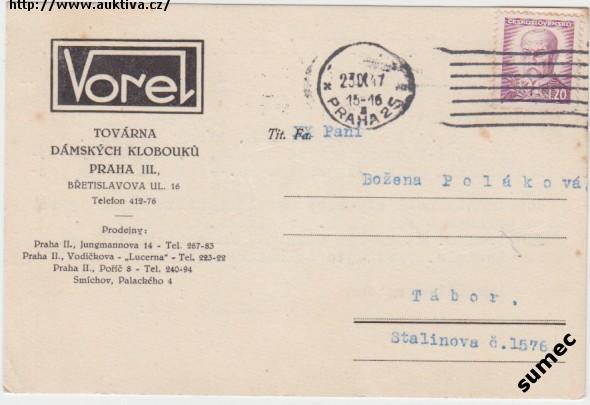 http://www.auktiva.cz/
Vorel
TOVÁRNA
DÁMSKÝCH KLOBOUKŮ
PRAHA III,
BŘETISLAVOVA UL. 16
Telefon 412-76
Prodejny:
Praha II., Jungmannova 14 - Tel. 267-83
Praha II., Vodičkova - „Lucerna" - Tel. 223-22
Praha II., Poříč 8 - Tel. 240-94
Smíchov, Palackého 4
23.IX.47
15-16
PRAHA 25
ČESKOSLOVENSKO
1.20
Tit. Fa. Paní
Božena Poláková,
Tábor.
Stalinova č.1576
sumec